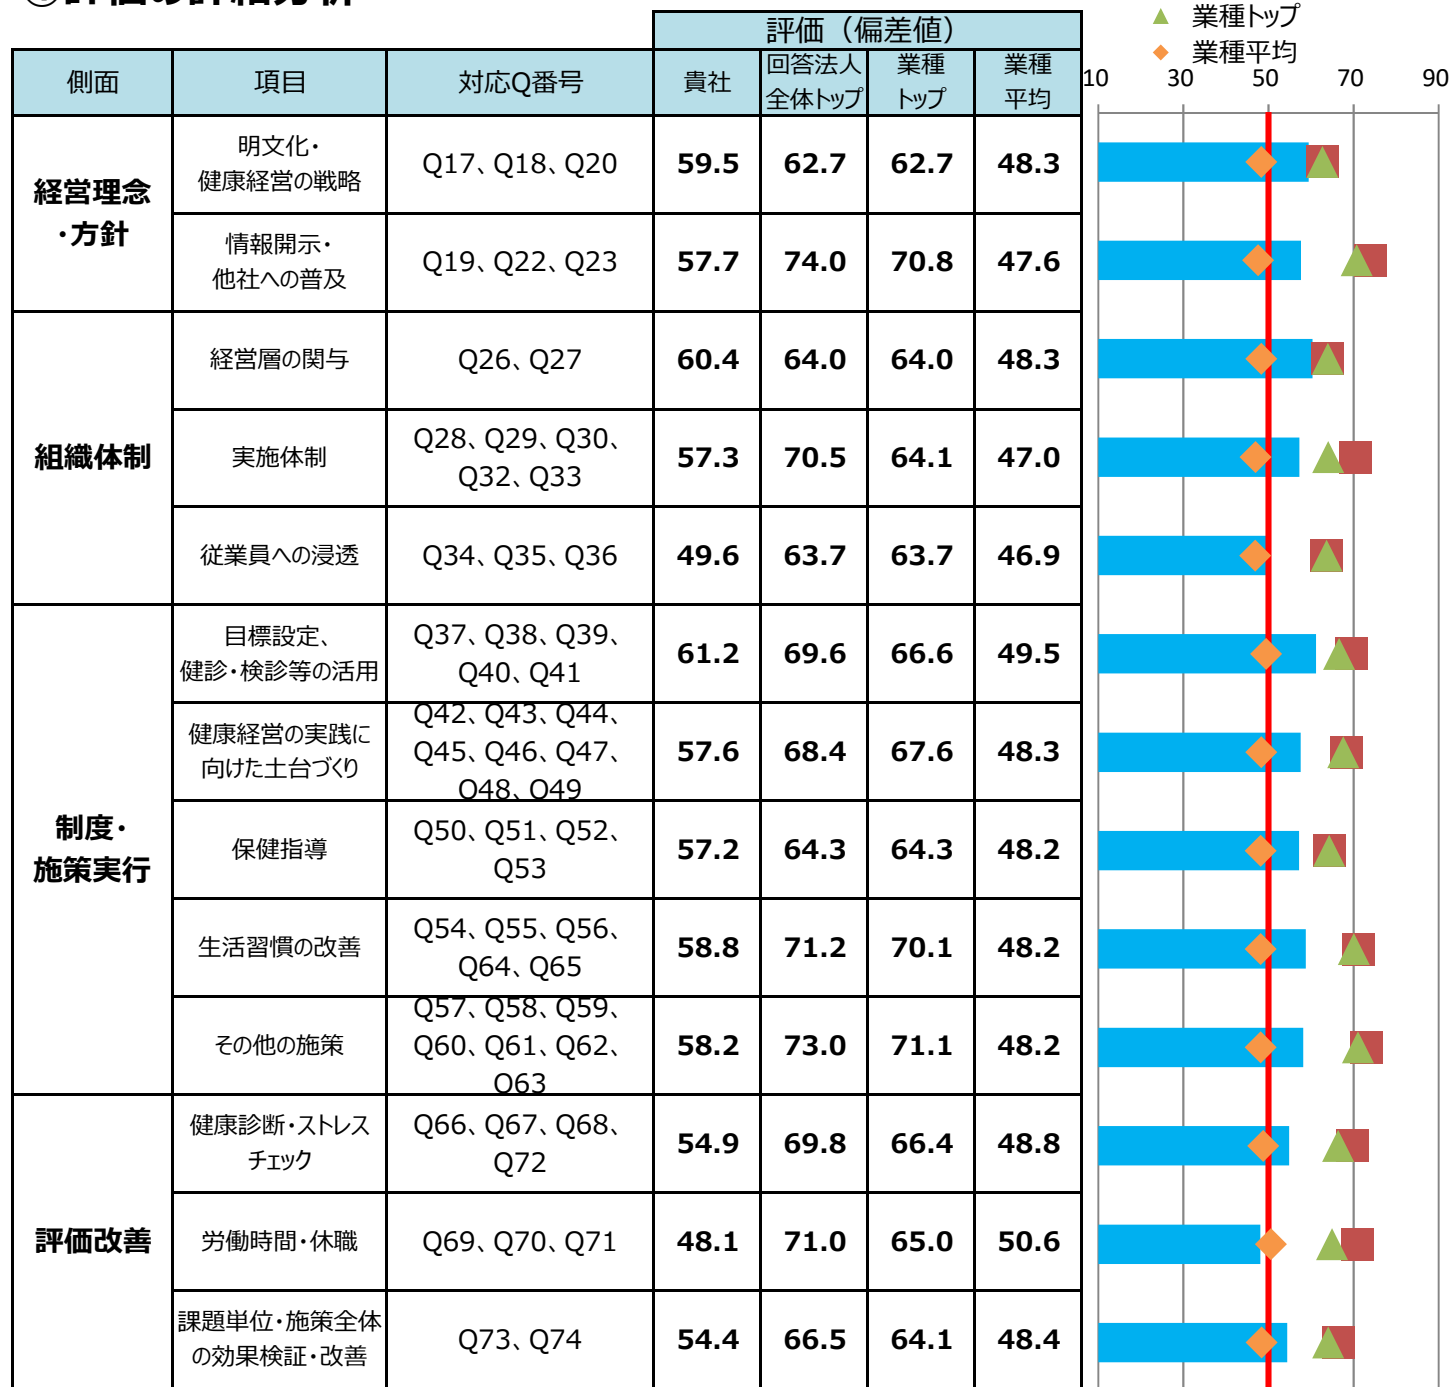 評価（偏差値）
▲ 業種トップ
◆ 業種平均
側面 項目 対応Q番号 貴社 回答法人 業種 業種
全体トップ トップ 平均
10 30 50 70 90
経営理念
・方針
明文化・
健康経営の戦略
Q17、Q18、Q20 59.5 62.7 62.7 48.3
情報開示・
他社への普及
Q19、Q22、Q23 57.7 74.0 70.8 47.6
組織体制
経営層の関与 Q26、Q27 60.4 64.0 64.0 48.3
実施体制
Q28、Q29、Q30、
Q32、Q33
57.3 70.5 64.1 47.0
従業員への浸透 Q34、Q35、Q36 49.6 63.7 63.7 46.9
制度・
施策実行
目標設定、
健診・検診等の活用
Q37、Q38、Q39、
Q40、Q41
61.2 69.6 66.6 49.5
健康経営の実践に
向けた土台づくり
Q42、Q43、Q44、
Q45、Q46、Q47、
Q48、Q49
57.6 68.4 67.6 48.3
保健指導
Q50、Q51、Q52、
Q53
57.2 64.3 64.3 48.2
生活習慣の改善
Q54、Q55、Q56、
Q64、Q65
58.8 71.2 70.1 48.2
その他の施策
Q57、Q58、Q59、
Q60、Q61、Q62、
Q63
58.2 73.0 71.1 48.2
評価改善
健康診断・ストレス
チェック
Q66、Q67、Q68、
Q72
54.9 69.8 66.4 48.8
労働時間・休職 Q69、Q70、Q71 48.1 71.0 65.0 50.6
課題単位・施策全体
の効果検証・改善
Q73、Q74 54.4 66.5 64.1 48.4